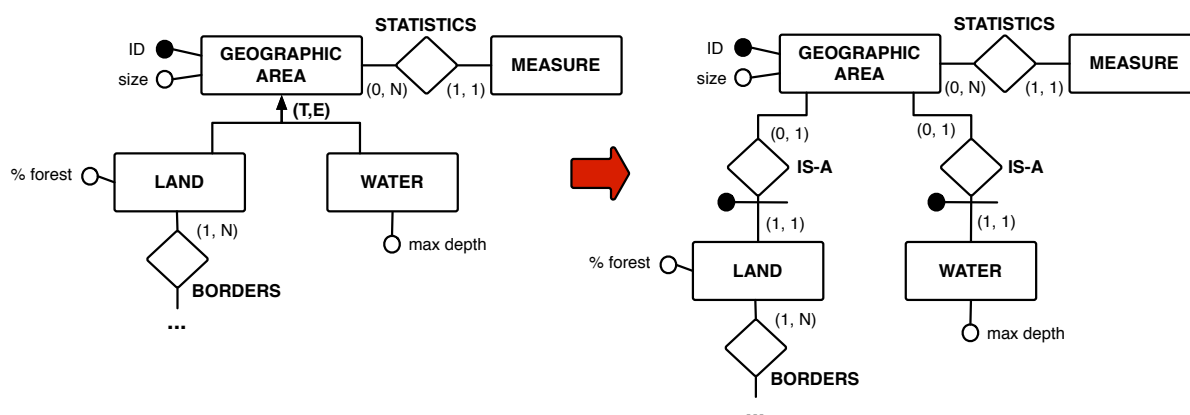 STATISTICS
ID
GEOGRAPHIC
AREA
MEASURE
size
(0, N)
(1, 1)
(T,E)
% forest
LAND
WATER
(1, N)
max depth
BORDERS
...
STATISTICS
ID
GEOGRAPHIC
AREA
MEASURE
size
(0, N)
(1, 1)
(0, 1)
(0, 1)
IS-A
IS-A
(1, 1)
(1, 1)
% forest
LAND
WATER
(1, N)
max depth
BORDERS
...